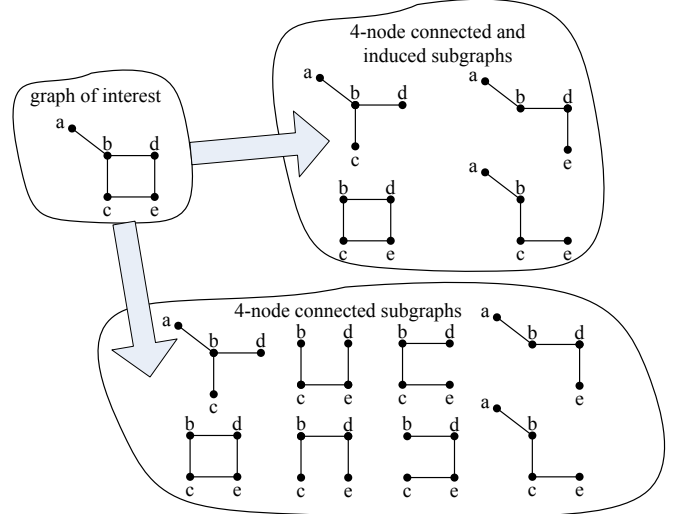 4-node connected and
induced subgraphs
a
b d
c
a
b d
e
b d
c e
a
b
c e
graph of interest
a
b d
c e
4-node connected subgraphs
a
b d
c
b d
c e
b d
c e
a
b d
e
b d
c e
b d
c e
b d
c e
a
b
c e